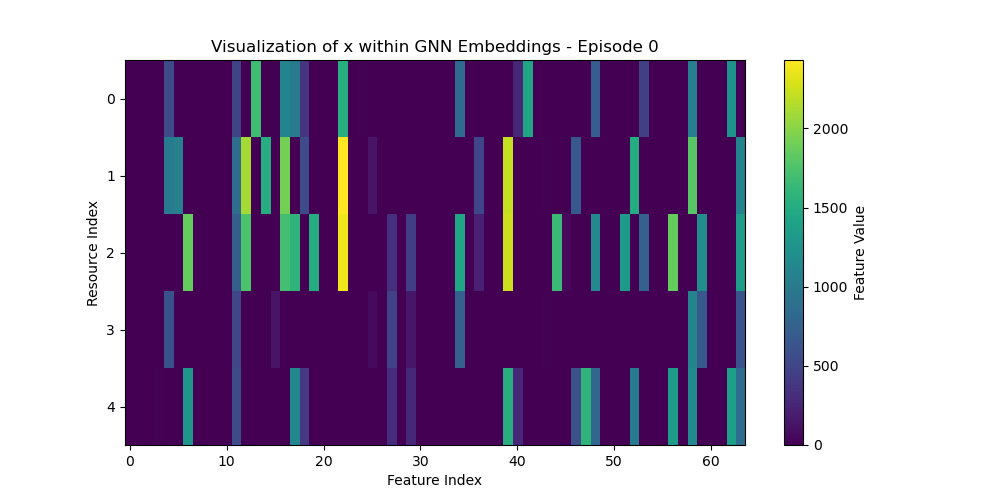 Visualization of x within GNN Embeddings - Episode 0
Resource Index
0
1
2
3
4
0 10 20 30 40 50 60
Feature Index
2000
1500
1000
500
0
Feature Value